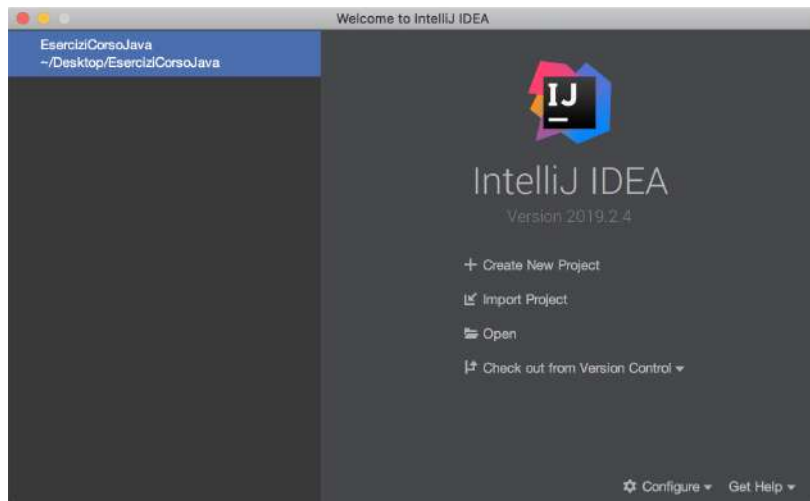 Welcome to IntelliJ IDEA
EserciziCorsoJava
~/Desktop/EserciziCorsoJava
IJ
IntelliJ IDEA
Version 2019.2.4
Create New Project
Import Project
Open
Check out from Version Control
Configure
Get Help